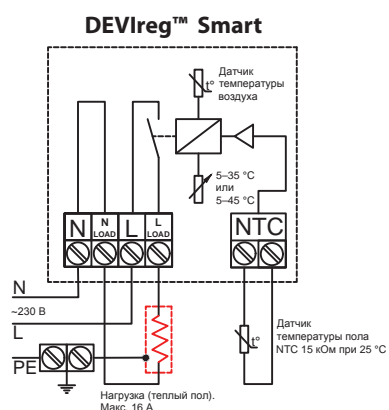 DEVIreg™ Smart
t°
Датчик
температуры
воздуха
5–35 °C
или
5–45 °C
N
N
LOAD
L
L
LOAD
NTC
N
~230 В
L
PE
t°
Датчик
температуры пола
NTC 15 кОм при 25 °C
Нагрузка (теплый пол).
Макс. 16 А